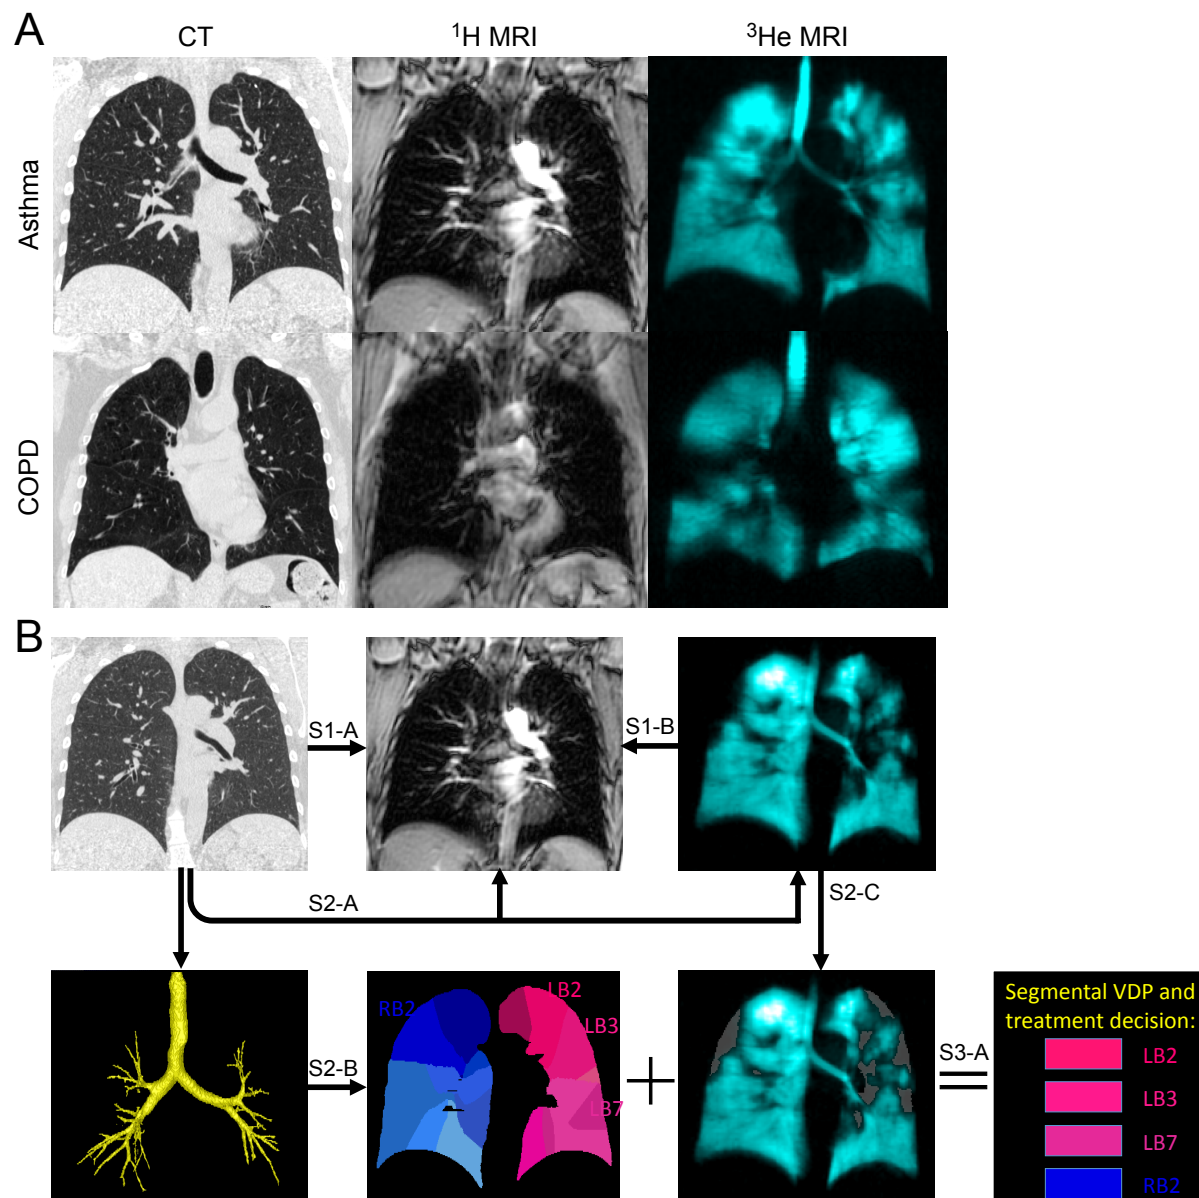 A
CT
¹H MRI
³He MRI
Asthma
COPD
B
S1-A
S1-B
S2-A
S2-C
RB2
LB2
LB3
LB7
S2-B
S3-A
Segmental VDP and
treatment decision:
LB2
LB3
LB7
RB2